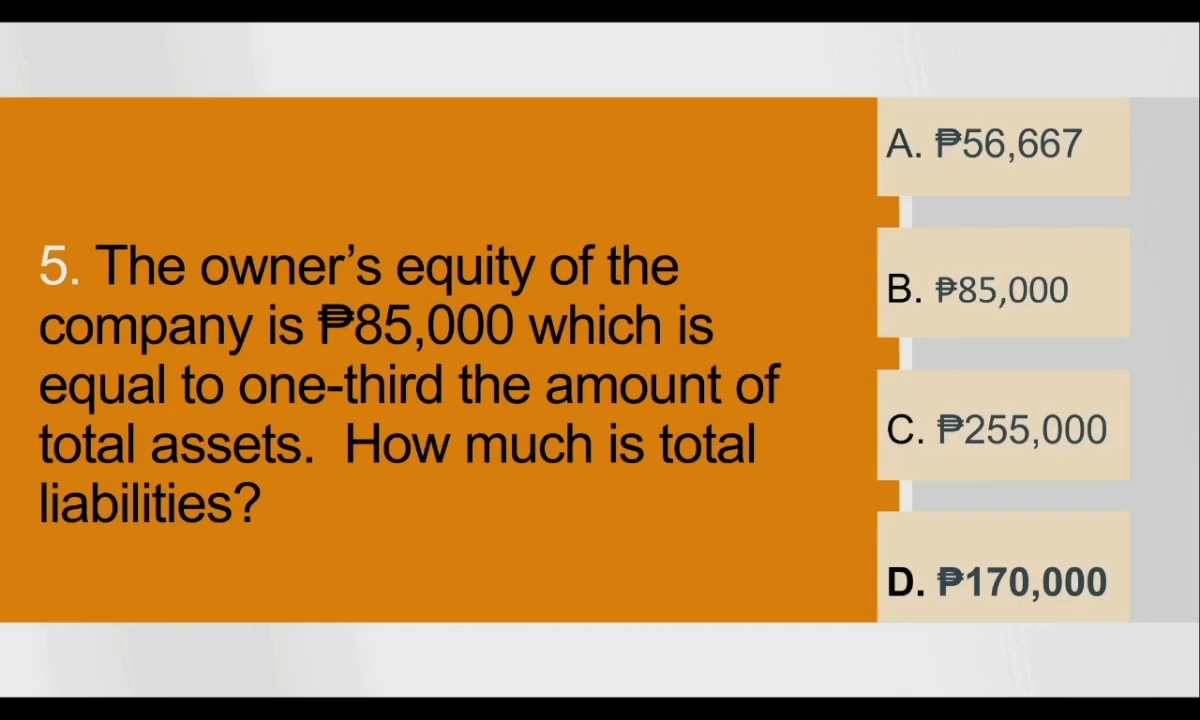 5. The owner’s equity of the
company is ₱85,000 which is
equal to one-third the amount of
total assets.  How much is total
liabilities?
A. ₱56,667
B. ₱85,000
C. ₱255,000
D. ₱170,000